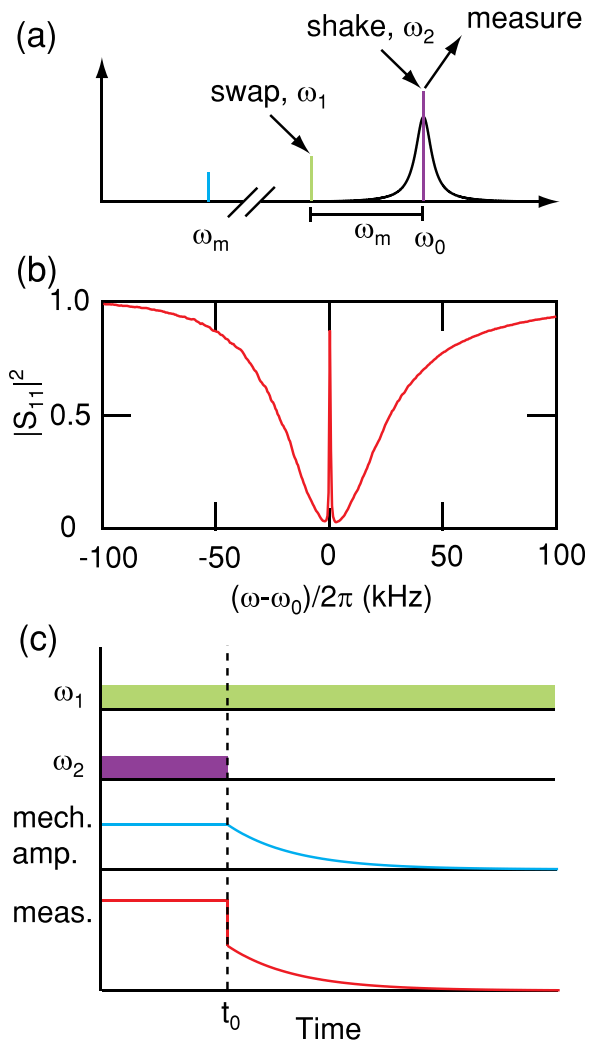 (a)
measure
shake, ω2
swap, ω1
ωm
ωm
ω0
(b)
1.0
|S11|²
0.5
0
-100
-50
0
50
100
(ω-ω0)/2π (kHz)
(c)
ω1
ω2
mech.
amp.
meas.
t0
Time